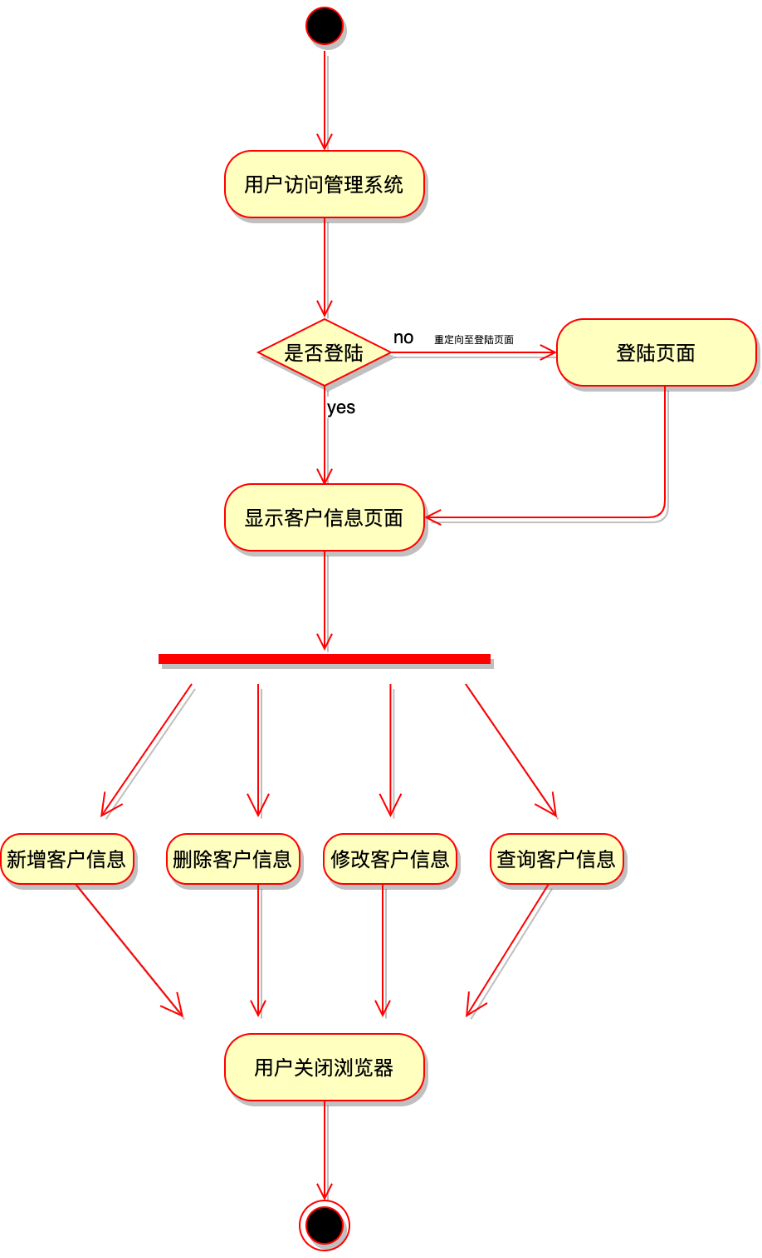 用户访问管理系统
是否登陆
no
重定向至登陆页面
登陆页面
yes
显示客户信息页面
新增客户信息
删除客户信息
修改客户信息
查询客户信息
用户关闭浏览器